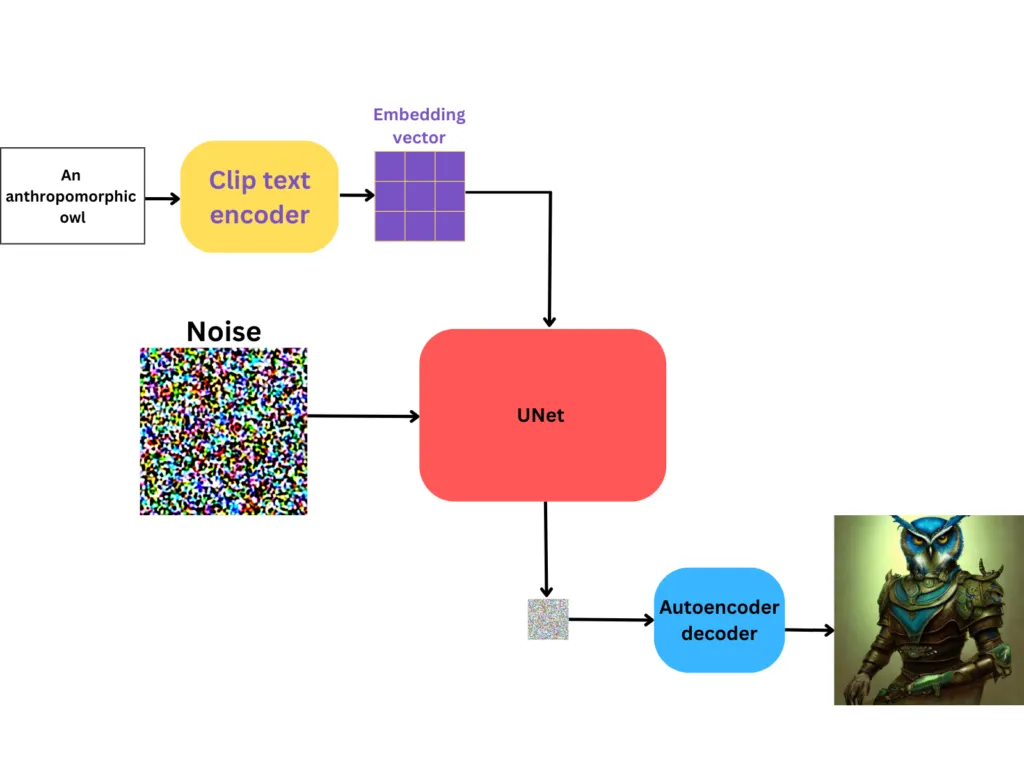 Embedding
vector
An
anthropomorphic
owl
Clip text
encoder
Noise
UNet
Autoencoder
decoder